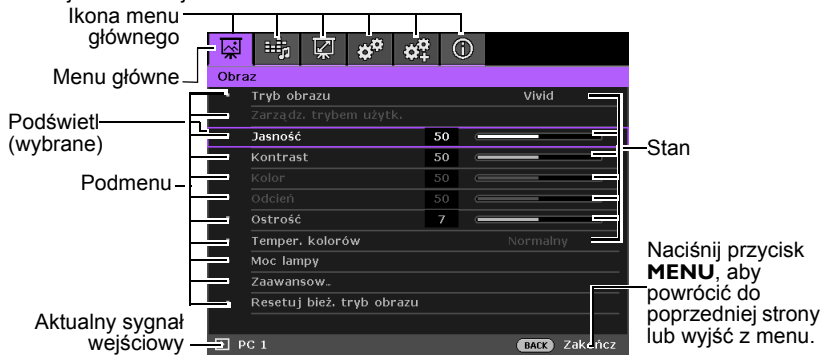 Ikona menu
głównego
Menu główne
Obraz
Tryb obrazu Vivid
Zarządz. trybem użytk.
Podświetl
(wybrane)
Jasność 50
Stan
Kontrast 50
Podmenu
Kolor 50
Odcień 50
Ostrość 7
Temper. kolorów Normalny
Moc lampy
Zaawansow…
Resetuj bież. tryb obrazu
Naciśnij przycisk
MENU, aby
powrócić do
poprzedniej strony
lub wyjść z menu.
Aktualny sygnał
wejściowy
PC 1
BACK Zakończ